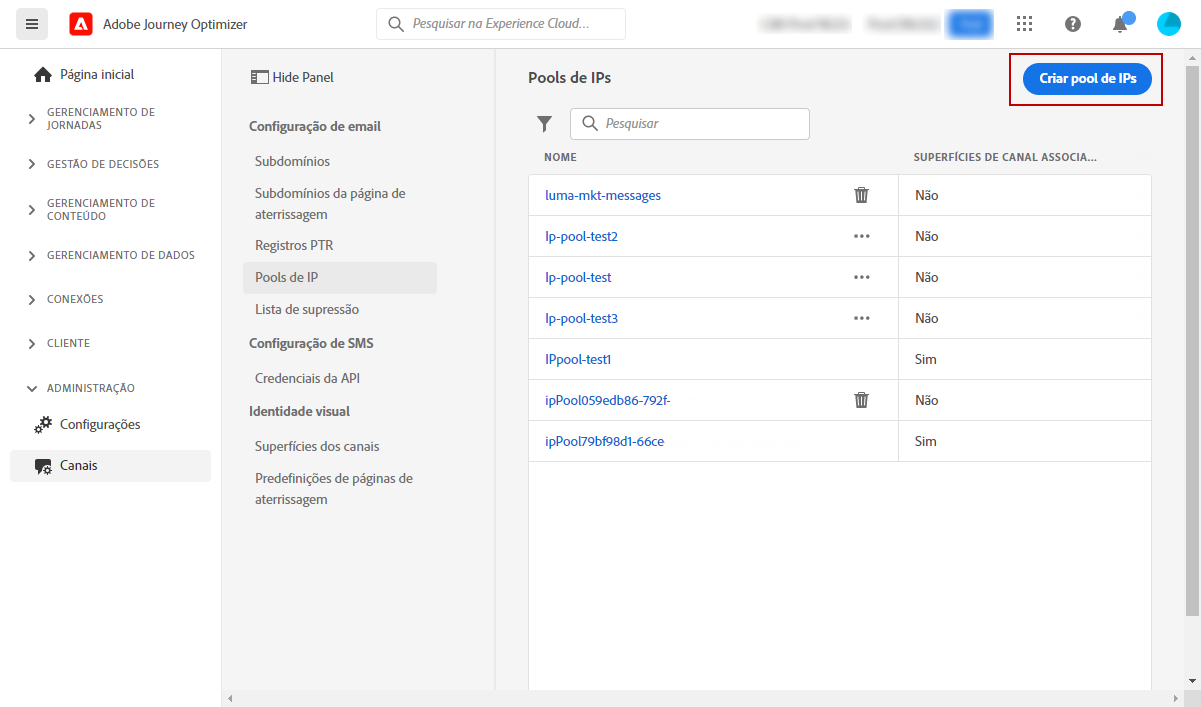 Adobe Journey Optimizer
Pesquisar na Experience Cloud...
Página inicial
GERENCIAMENTO DE
JORNADAS
GESTÃO DE DECISÕES
GERENCIAMENTO DE
CONTEÚDO
GERENCIAMENTO DE DADOS
CONEXÕES
CLIENTE
ADMINISTRAÇÃO
Configurações
Canais
Hide Panel
Configuração de email
Subdomínios
Subdomínios da página de
aterrissagem
Registros PTR
Pools de IP
Lista de supressão
Configuração de SMS
Credenciais da API
Identidade visual
Superfícies dos canais
Predefinições de páginas de
aterrissagem
Pools de IPs
Criar pool de IPs
Pesquisar
NOME SUPERFÍCIES DE CANAL ASSOCIA...
luma-mkt-messages Não
Ip-pool-test2 Não
Ip-pool-test Não
Ip-pool-test3 Não
IPpool-test1 Sim
ipPool059edb86-792f- Não
ipPool79bf98d1-66ce Sim